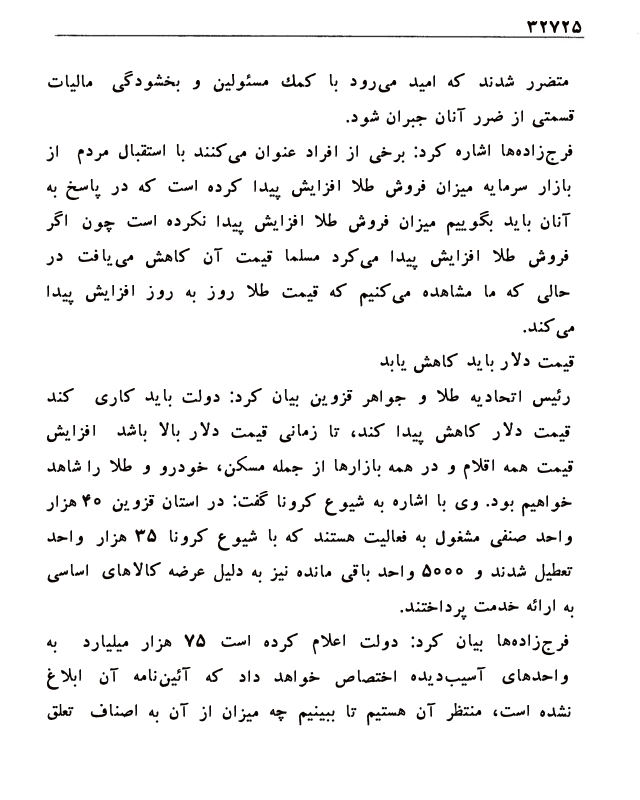 ۳۲۷۲۵
متضرر شدند که امید می‌رود با کمك مسئولین و بخشودگی مالیات
قسمتی از ضرر آنان جبران شود.
فرج‌زاده‌ها اشاره کرد: برخی از افراد عنوان می‌کنند با استقبال مردم از
بازار سرمایه میزان فروش طلا افزایش پیدا کرده است که در پاسخ به
آنان باید بگوییم میزان فروش طلا افزایش پیدا نکرده است چون اگر
فروش طلا افزایش پیدا می‌کرد مسلما قیمت آن کاهش می‌یافت در
حالی که ما مشاهده می‌کنیم که قیمت طلا روز به روز افزایش پیدا
می‌کند.
قیمت دلار باید کاهش یابد
رئیس اتحادیه طلا و جواهر قزوین بیان کرد: دولت باید کاری کند
قیمت دلار کاهش پیدا کند، تا زمانی قیمت دلار بالا باشد افزایش
قیمت همه اقلام و در همه بازارها از جمله مسکن، خودرو و طلا را شاهد
خواهیم بود. وی با اشاره به شیوع کرونا گفت: در استان قزوین ۴۰ هزار
واحد صنفی مشغول به فعالیت هستند که با شیوع کرونا ۳۵ هزار واحد
تعطیل شدند و ۵۰۰۰ واحد باقی مانده نیز به دلیل عرضه کالاهای اساسی
به ارائه خدمت پرداختند.
فرج‌زاده‌ها بیان کرد: دولت اعلام کرده است ۷۵ هزار میلیارد به
واحدهای آسیب‌دیده اختصاص خواهد داد که آئین‌نامه آن ابلاغ
نشده است، منتظر آن هستیم تا ببینیم چه میزان از آن به اصناف تعلق